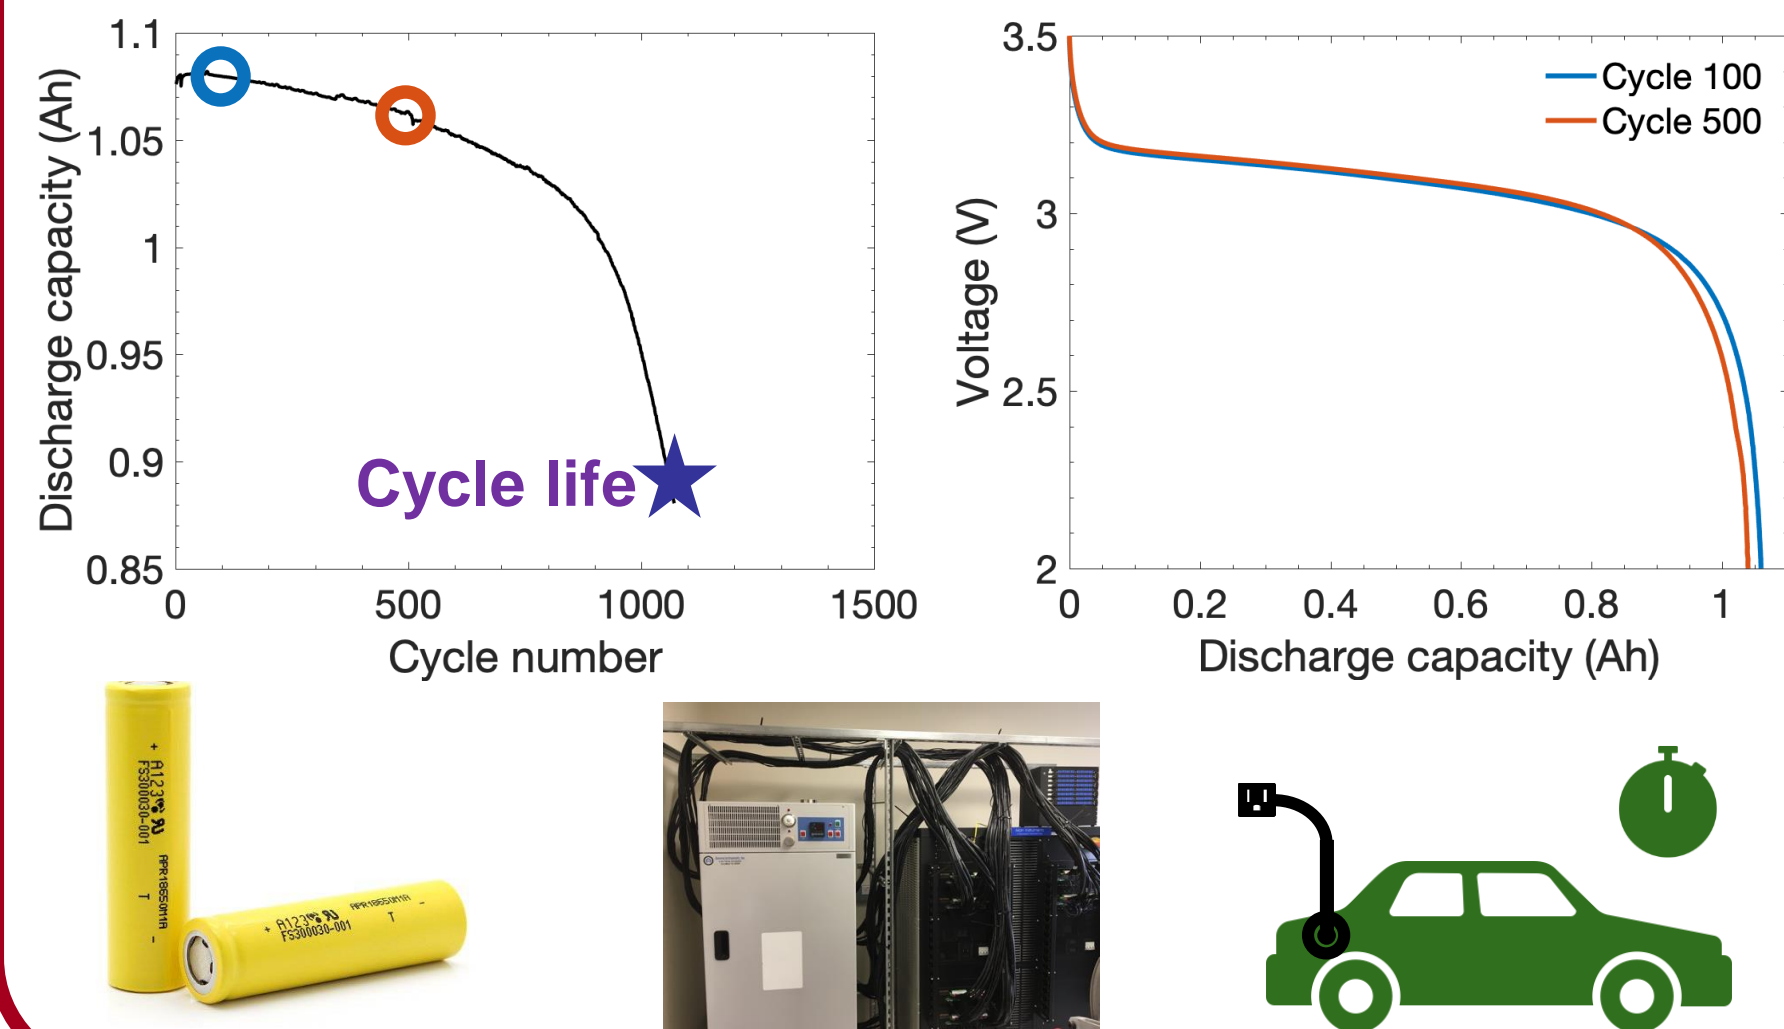 1.1
1.05
1
0.95
0.9
0.85
Discharge capacity (Ah)
Cycle life
0
500
1000
1500
Cycle number
3.5
3
2.5
2
Voltage (V)
Cycle 100
Cycle 500
0
0.2
0.4
0.6
0.8
1
Discharge capacity (Ah)
+ A123
FS300030-001
APR18650M1A
T
-
+ A123
FS300030-001
APR18650M1A
T
-